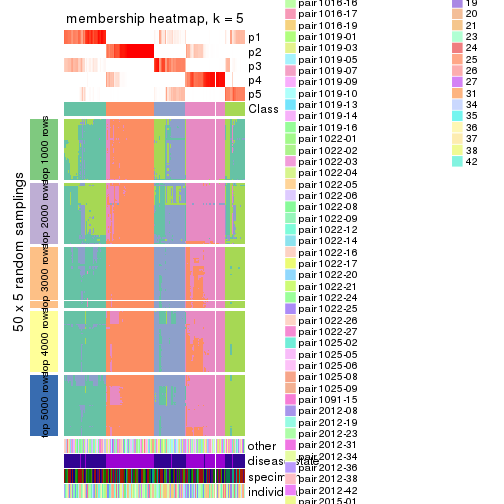 membership heatmap, k = 5
p1
p2
p3
p4
p5
Class
50 x 5 random samplings
top 1000 rows
top 2000 rows
top 3000 rows
top 4000 rows
top 5000 rows
other
disease.state
individ
pair1016-16
pair1016-17
pair1019-01
pair1019-03
pair1019-05
pair1019-07
pair1019-09
pair1019-10
pair1019-13
pair1019-14
pair1019-16
pair1022-01
pair1022-02
pair1022-03
pair1022-04
pair1022-05
pair1022-06
pair1022-08
pair1022-09
pair1022-12
pair1022-14
pair1022-16
pair1022-17
pair1022-20
pair1022-21
pair1022-24
pair1022-25
pair1022-26
pair1022-27
pair1025-02
pair1025-05
pair1025-06
pair1025-08
pair1025-09
pair1091-15
pair2012-08
pair2012-19
pair2012-23
pair2012-31
pair2012-34
pair2012-36
pair2012-38
pair2012-42
pair2015-01
19
20
21
23
24
25
26
27
31
34
35
36
37
38
42